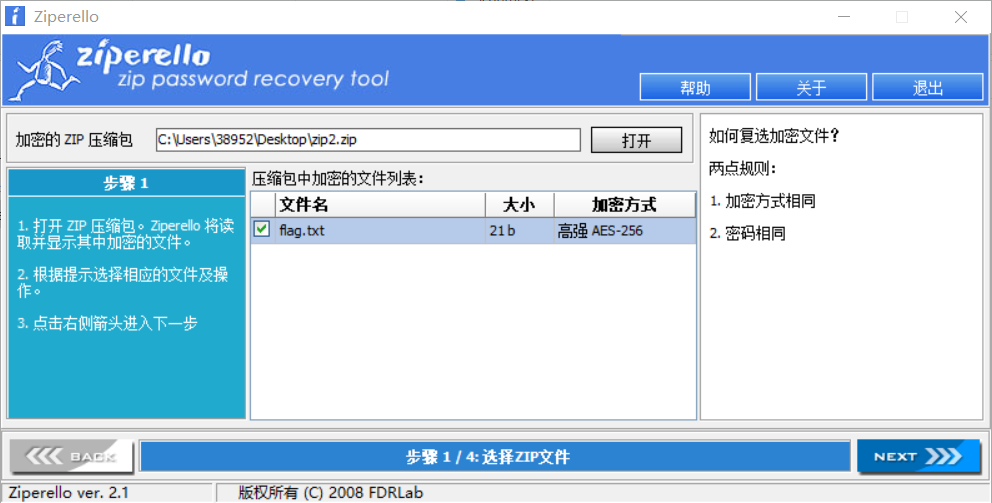 Ziperello
ziperello
zip password recovery tool
帮助
关于
退出
加密的 ZIP 压缩包
C:\Users\38952\Desktop\zip2.zip
打开
步骤 1
1. 打开 ZIP 压缩包。Ziperello 将读
取并显示其中加密的文件。
2. 根据提示选择相应的文件及操
作。
3. 点击右侧箭头进入下一步
压缩包中加密的文件列表：
文件名 大小 加密方式
flag.txt 21 b 高强 AES-256
如何复选加密文件？
两点规则：
1. 加密方式相同
2. 密码相同
BACK
步骤 1 / 4: 选择ZIP文件
NEXT
Ziperello ver. 2.1
版权所有 (C) 2008 FDRLab